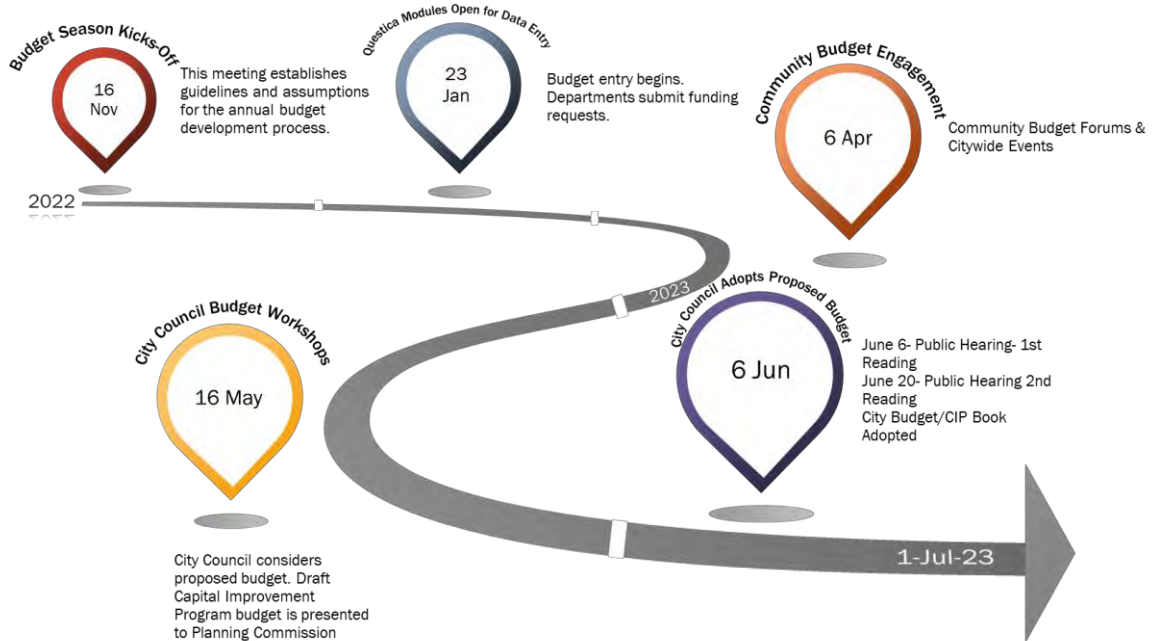 Budget Season Kicks-Off
16
Nov
This meeting establishes
guidelines and assumptions
for the annual budget
development process.
Questica Modules Open for Data Entry
23
Jan
Budget entry begins.
Departments submit funding
requests.
Community Budget Engagement
6 Apr
Community Budget Forums &
Citywide Events
2022
2023
City Council Budget Workshops
16 May
City Council considers
proposed budget. Draft
Capital Improvement
Program budget is presented
to Planning Commission
City Council Adopts Proposed Budget
6 Jun
June 6- Public Hearing- 1st
Reading
June 20- Public Hearing 2nd
Reading
City Budget/CIP Book
Adopted
1-Jul-23